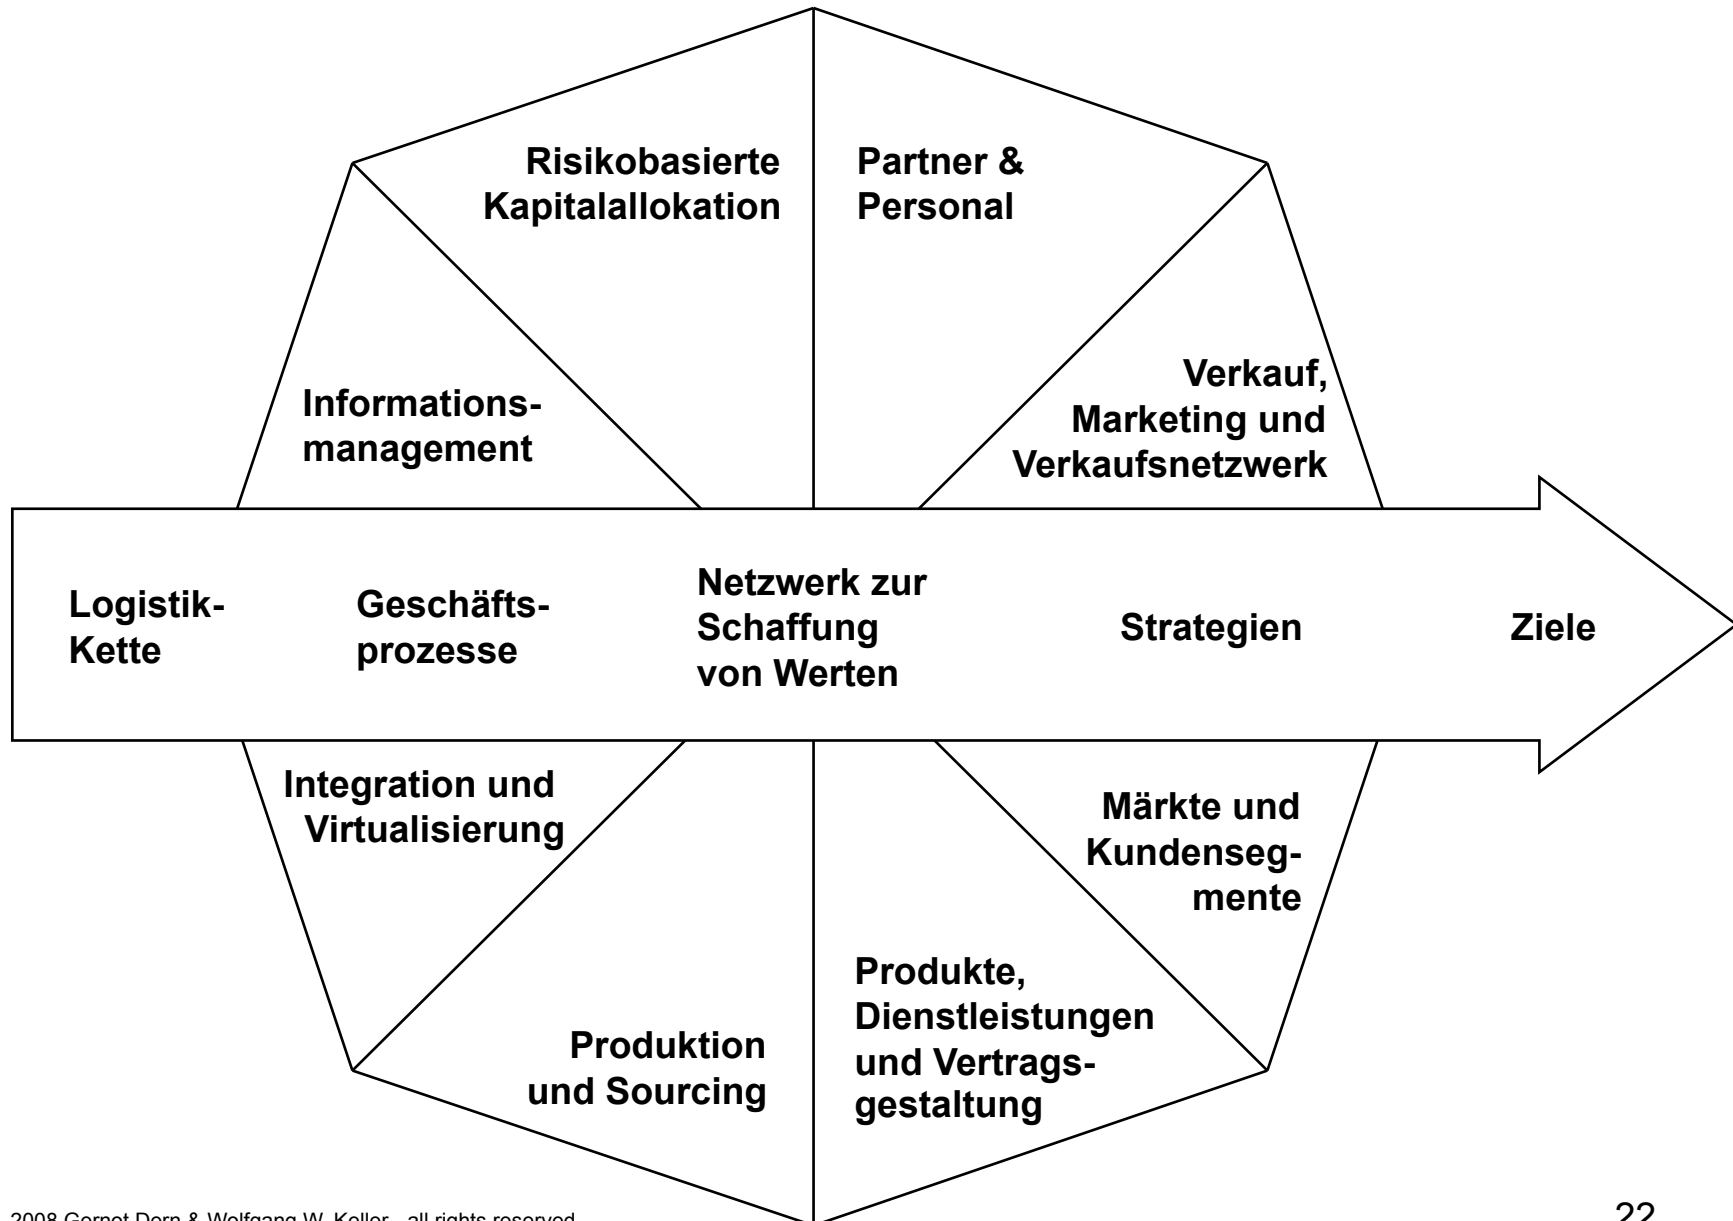 Risikobasierte
Kapitalallokation
Partner &
Personal
Informations-
management
Verkauf,
Marketing und
Verkaufsnetzwerk
Logistik-
Kette
Geschäfts-
prozesse
Netzwerk zur
Schaffung
von Werten
Strategien
Ziele
Integration und
Virtualisierung
Produktion
und Sourcing
Produkte,
Dienstleistungen
und Vertrags-
gestaltung
Märkte und
Kundenseg-
mente
2008 Gernot Dern & Wolfgang W. Keller - all rights reserved
22